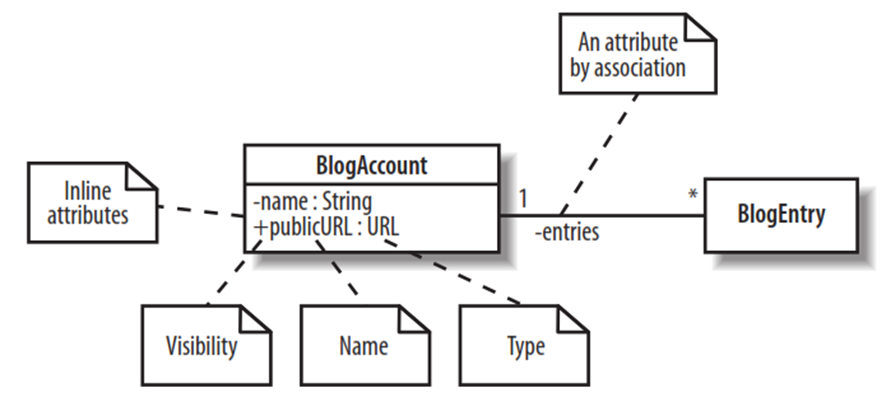 An attribute
by association
BlogAccount
Inline
attributes
-name : String
+publicURL : URL
1
-entries
*
BlogEntry
Visibility
Name
Type